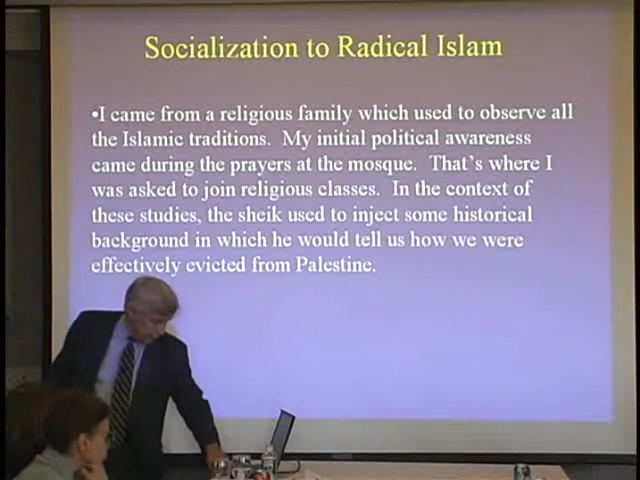 Socialization to Radical Islam
•I came from a religious family which used to observe all
the Islamic traditions.  My initial political awareness
came during the prayers at the mosque.  That's where I
was asked to join religious classes.  In the context of
these studies, the sheik used to inject some historical
background in which he would tell us how we were
effectively evicted from Palestine.